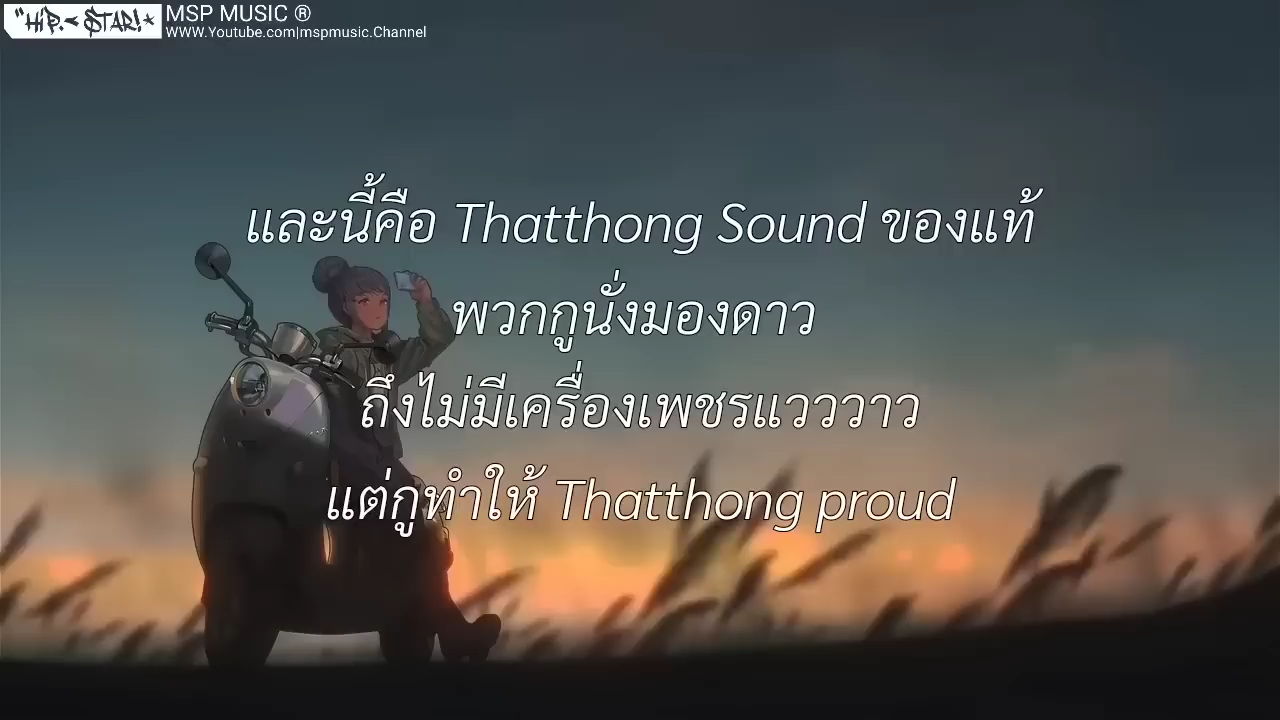 "HiP.< STAR!*
MSP MUSIC ®
WWW.Youtube.com|mspmusic.Channel
และนี้คือ Thatthong Sound ของแท้
พวกกูนั่งมองดาว
ถึงไม่มีเครื่องเพชรแวววาว
แต่กูทำให้ Thatthong proud